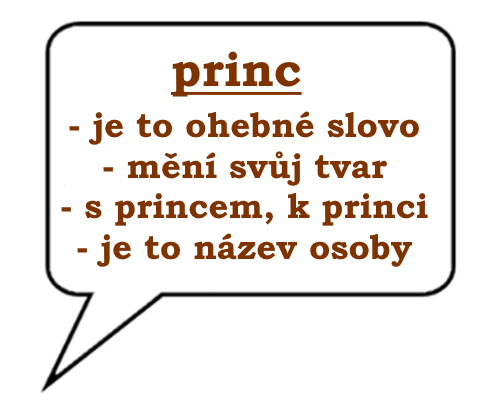 princ
- je to ohebné slovo
- mění svůj tvar
- s princem, k princi
- je to název osoby